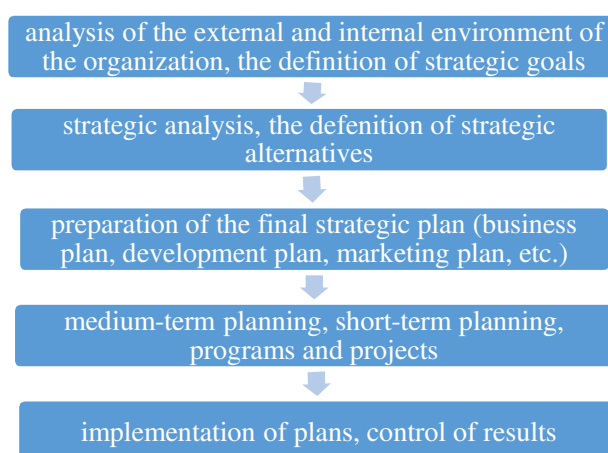 analysis of the external and internal environment of
the organization, the definition of strategic goals
strategic analysis, the defenition of strategic
alternatives
preparation of the final strategic plan (business
plan, development plan, marketing plan, etc.)
medium-term planning, short-term planning,
programs and projects
implementation of plans, control of results